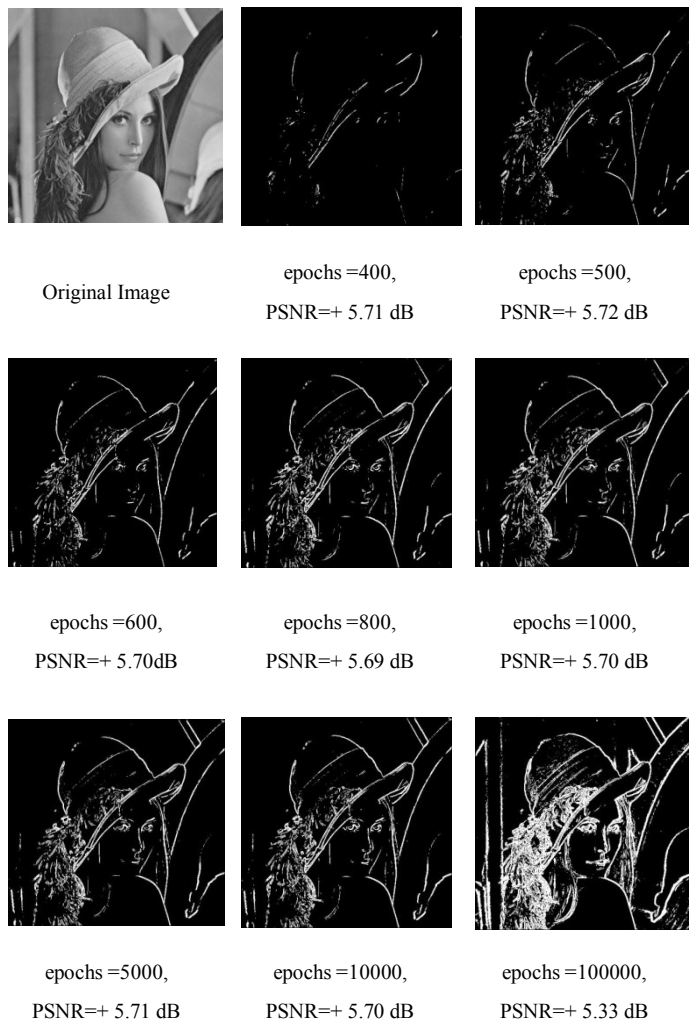 Original Image
epochs =400,
PSNR=+ 5.71 dB
epochs =500,
PSNR=+ 5.72 dB
epochs =600,
PSNR=+ 5.70dB
epochs =800,
PSNR=+ 5.69 dB
epochs =1000,
PSNR=+ 5.70 dB
epochs =5000,
PSNR=+ 5.71 dB
epochs =10000,
PSNR=+ 5.70 dB
epochs =100000,
PSNR=+ 5.33 dB